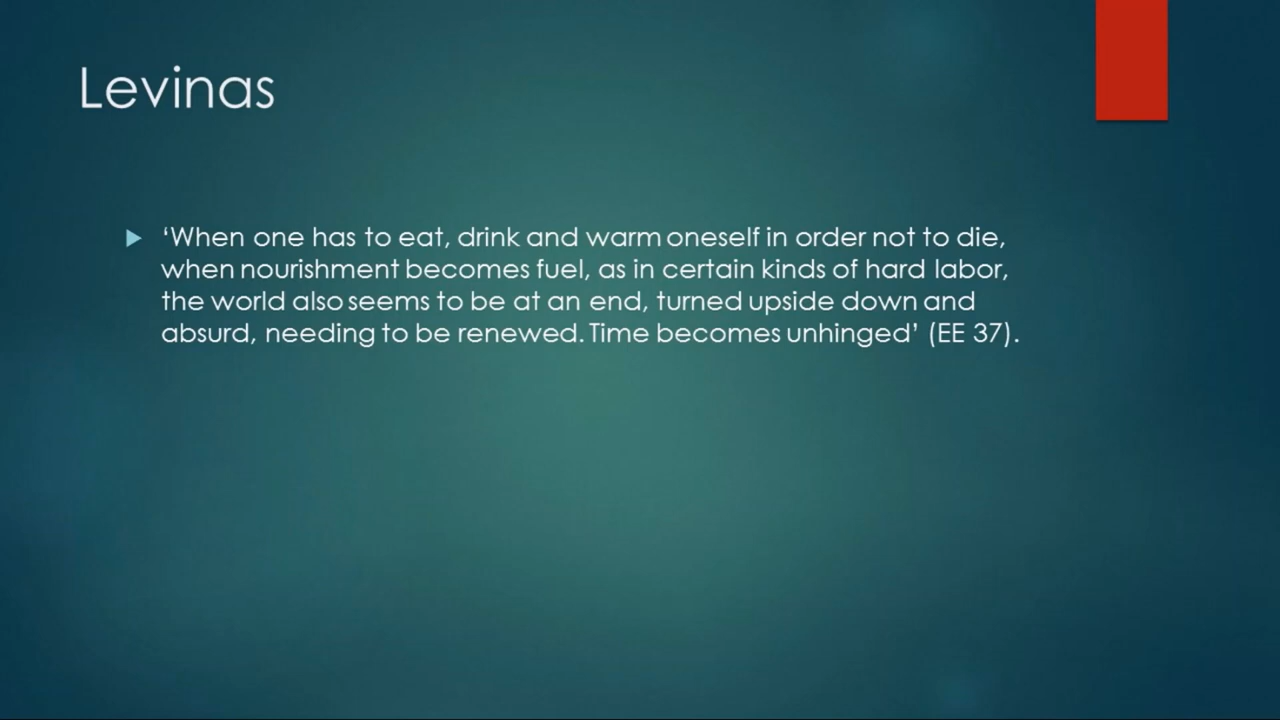 Levinas
‘When one has to eat, drink and warm oneself in order not to die,
when nourishment becomes fuel, as in certain kinds of hard labor,
the world also seems to be at an end, turned upside down and
absurd, needing to be renewed. Time becomes unhinged’ (EE 37).